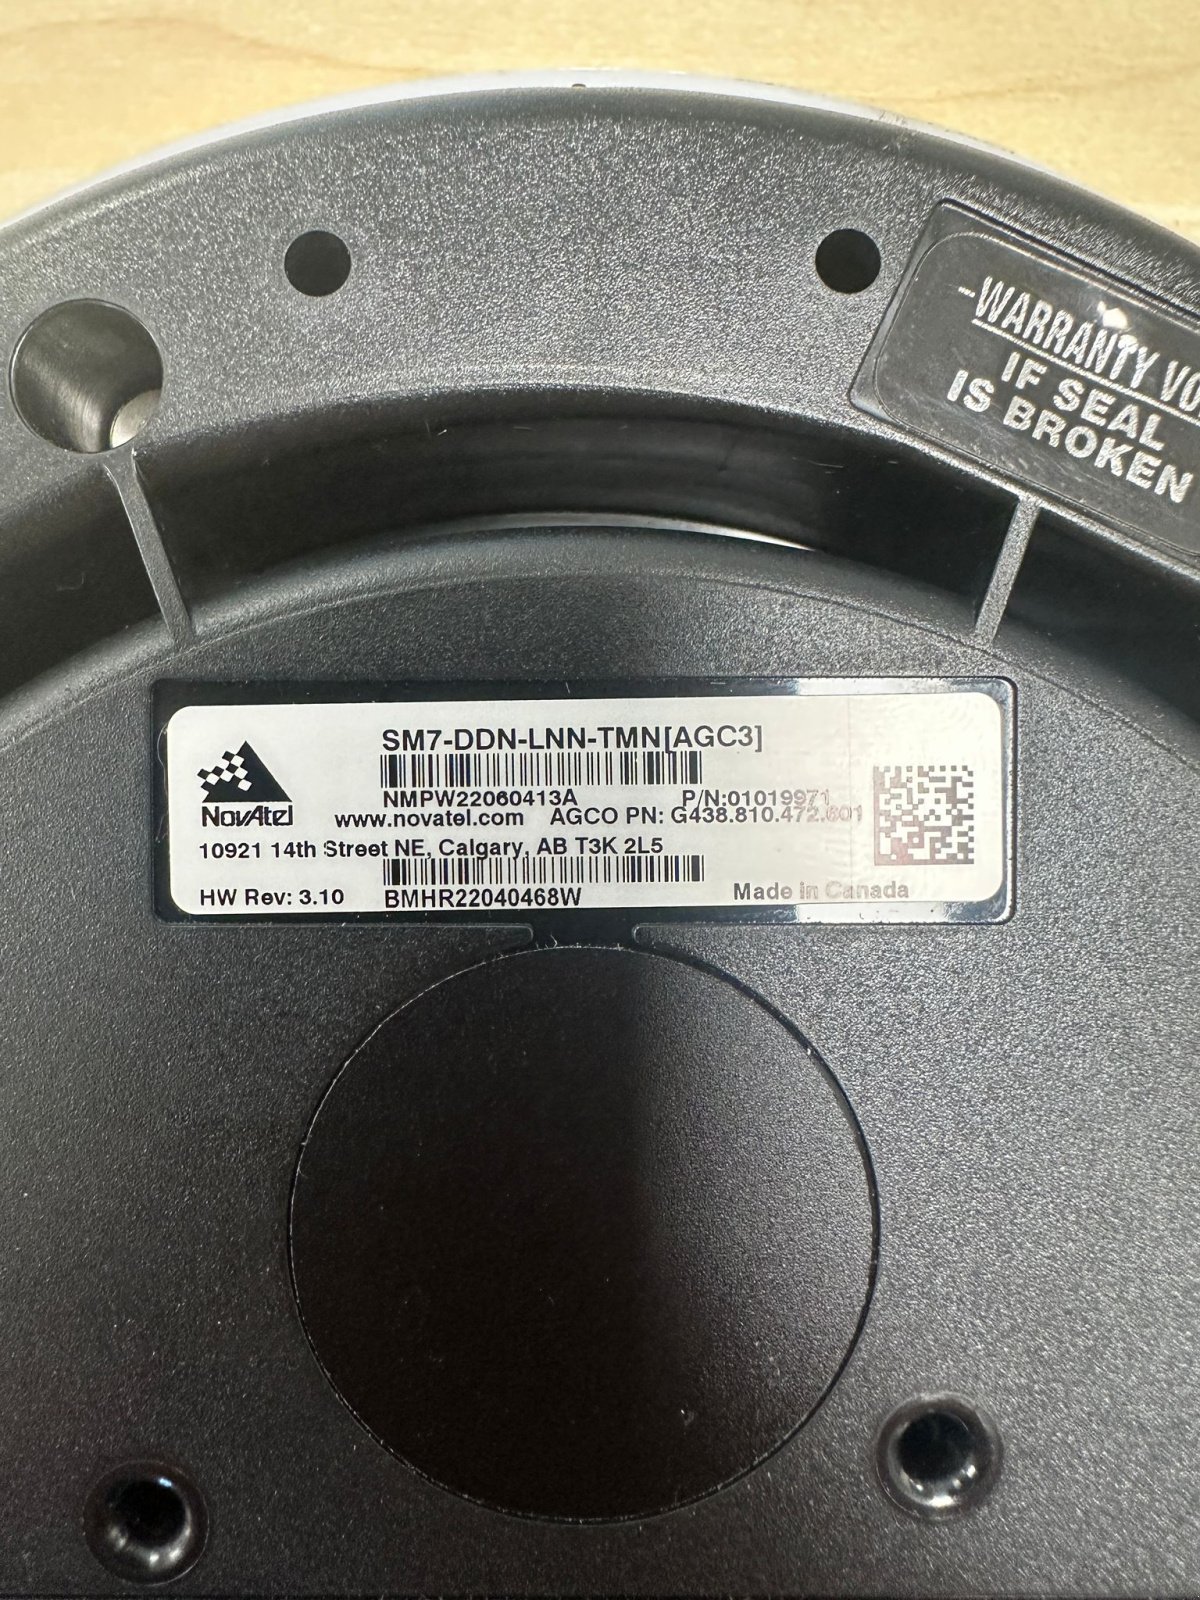 -WARRANTY VO
IF SEAL
IS BROKEN
SM7-DDN-LNN-TMN[AGC3]
NMPW22060413A P/N:01019971
NovAtel www.novatel.com AGCO PN: G438.810.472.601
10921 14th Street NE, Calgary, AB T3K 2L5
HW Rev: 3.10 BMHR22040468W Made in Canada